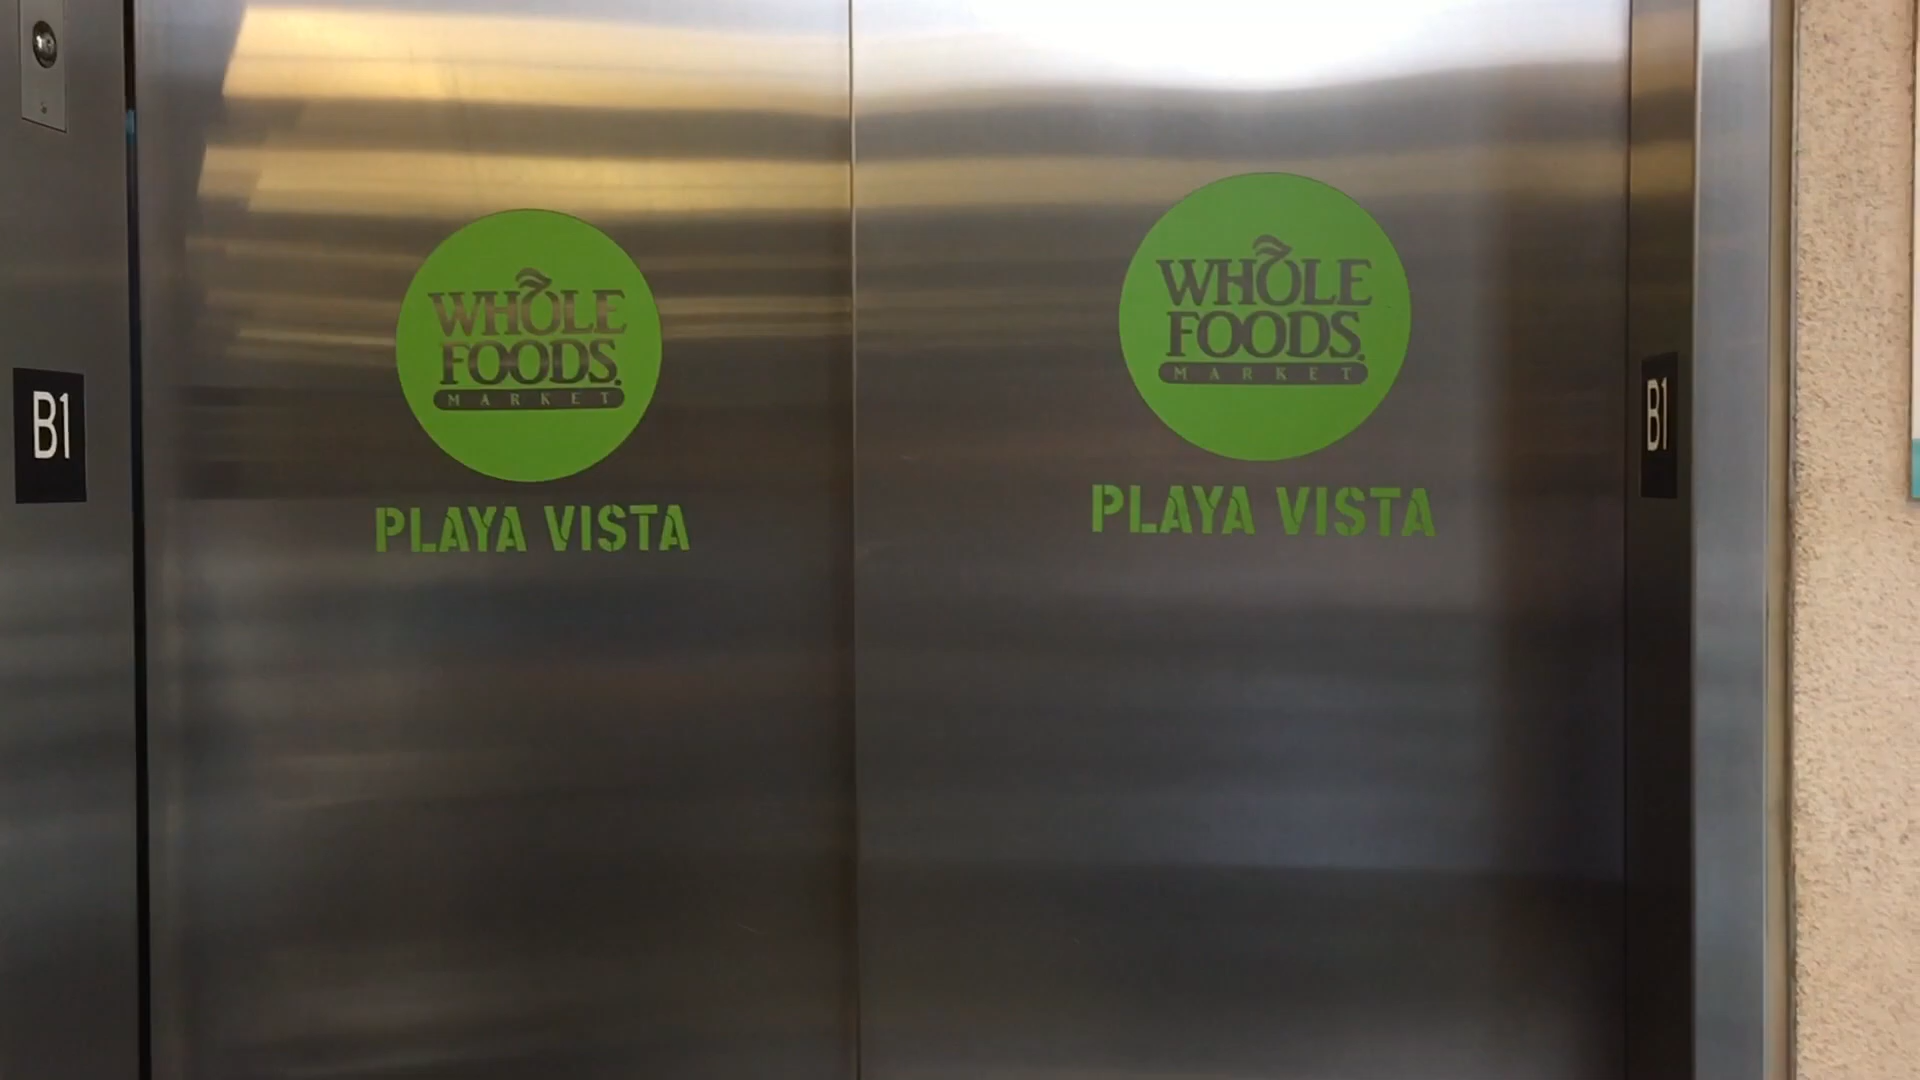 B1
WHOLE
FOODS
MARKET
PLAYA VISTA
WHOLE
FOODS
MARKET
PLAYA VISTA
B1